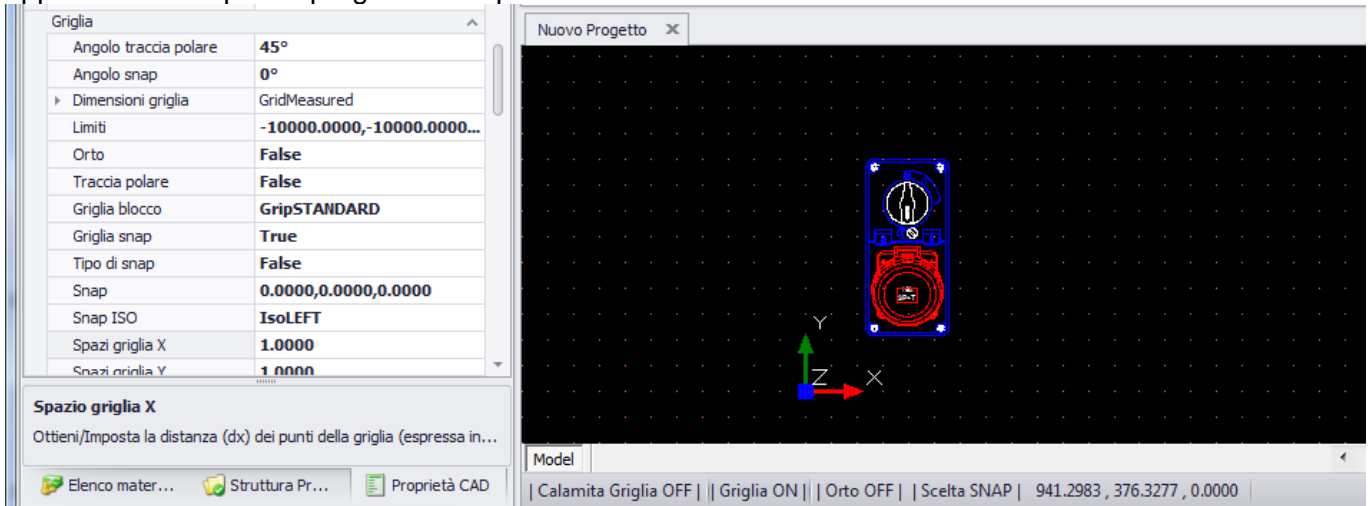 Griglia
Angolo traccia polare 45°
Angolo snap 0°
Dimensioni griglia GridMeasured
Limiti -10000.0000,-10000.0000...
Orto False
Traccia polare False
Griglia blocco GripSTANDARD
Griglia snap True
Tipo di snap False
Snap 0.0000,0.0000,0.0000
Snap ISO IsoLEFT
Spazi griglia X 1.0000
Spazi griglia Y 1.0000
Spazio griglia X
Ottieni/Imposta la distanza (dx) dei punti della griglia (espressa in...
Elenco mater... Struttura Pr... Proprietà CAD
Nuovo Progetto X
Y
Z X
Model
| Calamita Griglia OFF | | Griglia ON | | Orto OFF | | Scelta SNAP | 941.2983 , 376.3277 , 0.0000